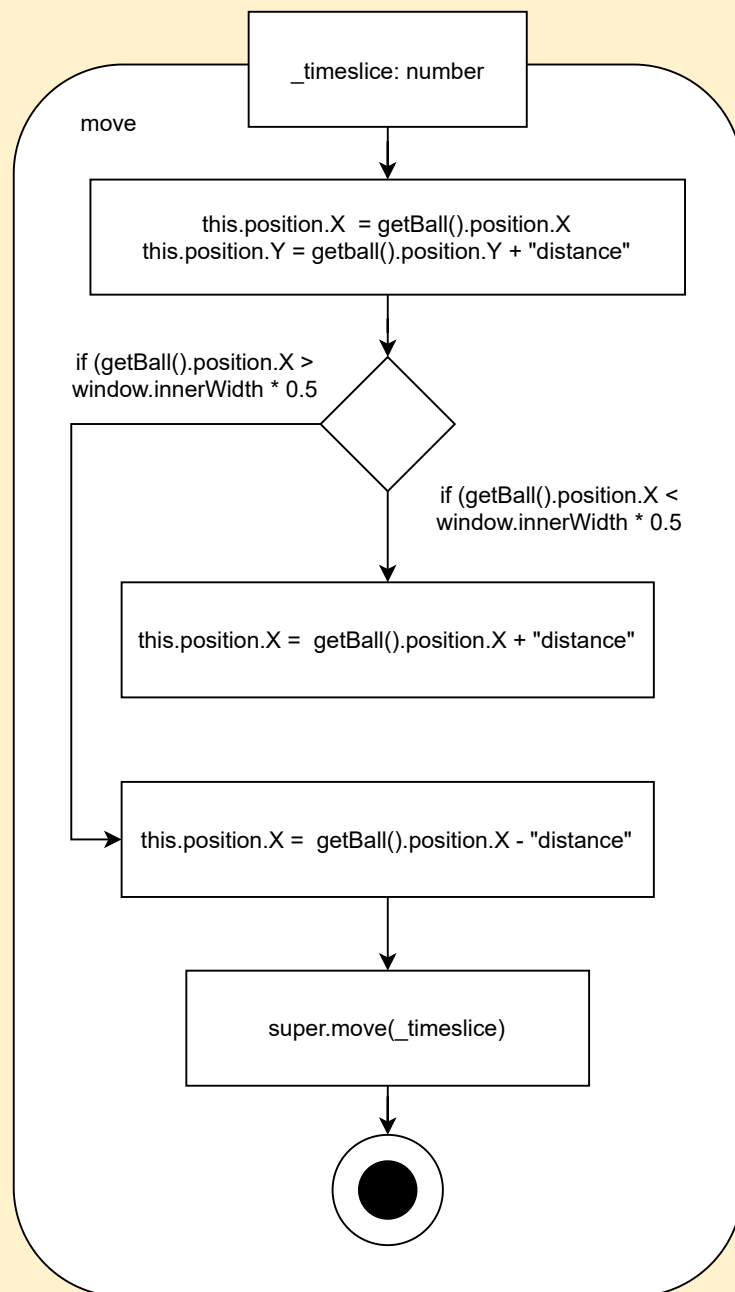 _timeslice: number
move
this.position.X  = getBall().position.X
this.position.Y = getball().position.Y + "distance"
if (getBall().position.X >
window.innerWidth * 0.5
if (getBall().position.X <
window.innerWidth * 0.5
this.position.X =  getBall().position.X + "distance"
this.position.X =  getBall().position.X - "distance"
super.move(_timeslice)